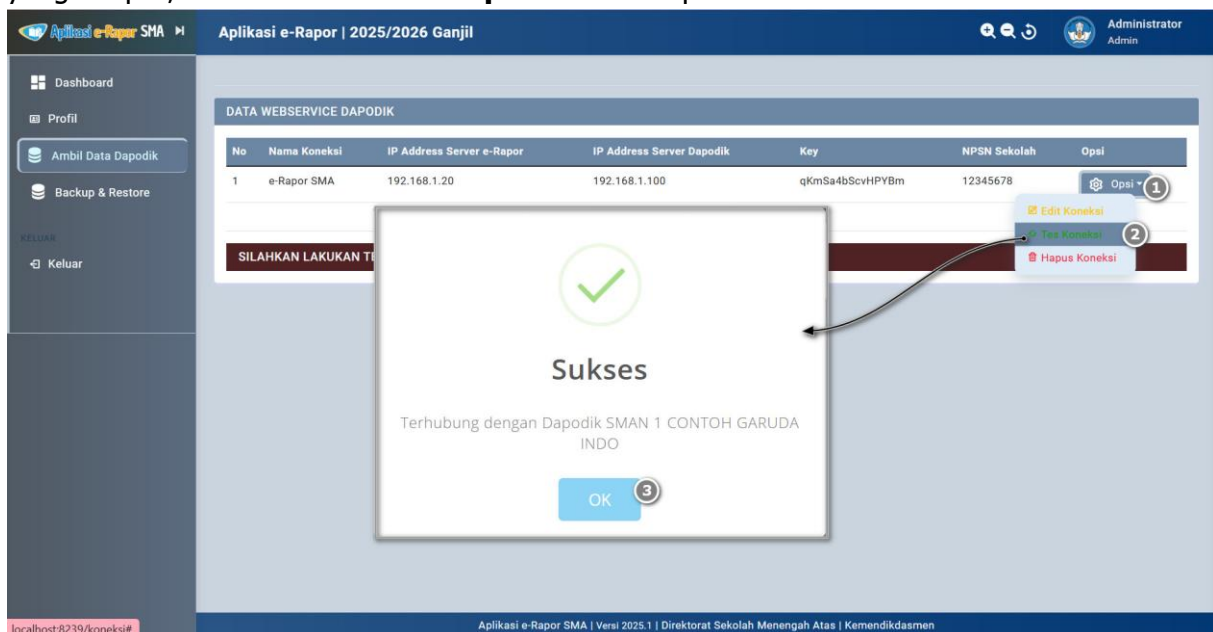 Aplikasi e-Rapor SMA
Aplikasi e-Rapor | 2025/2026 Ganjil
Administrator
Admin
Dashboard
Profil
Ambil Data Dapodik
Backup & Restore
KELUAR
Keluar
DATA WEBSERVICE DAPODIK
No Nama Koneksi IP Address Server e-Rapor IP Address Server Dapodik Key NPSN Sekolah Opsi
1 e-Rapor SMA 192.168.1.20 192.168.1.100 qKmSa4bScvHPYBm 12345678 Opsi 1
Edit Koneksi
Tes Koneksi 2
Hapus Koneksi
SILAHKAN LAKUKAN
Sukses
Terhubung dengan Dapodik SMAN 1 CONTOH GARUDA
INDO
OK 3
localhost:8239/koneksi#
Aplikasi e-Rapor SMA | Versi 2025.1 | Direktorat Sekolah Menengah Atas | Kemendikdasmen